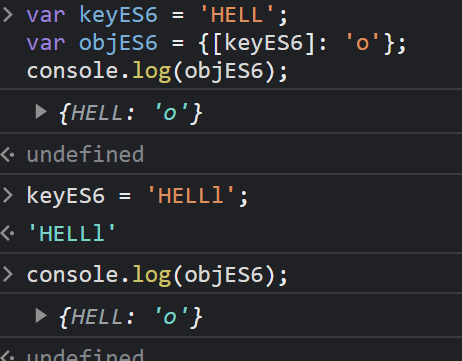 > var keyES6 = 'HELL';
var objES6 = {[keyES6]: 'o'};
console.log(objES6);
▶ {HELL: 'o'}
<· undefined
> keyES6 = 'HELLl';
<· 'HELLl'
> console.log(objES6);
▶ {HELL: 'o'}
<· undefined